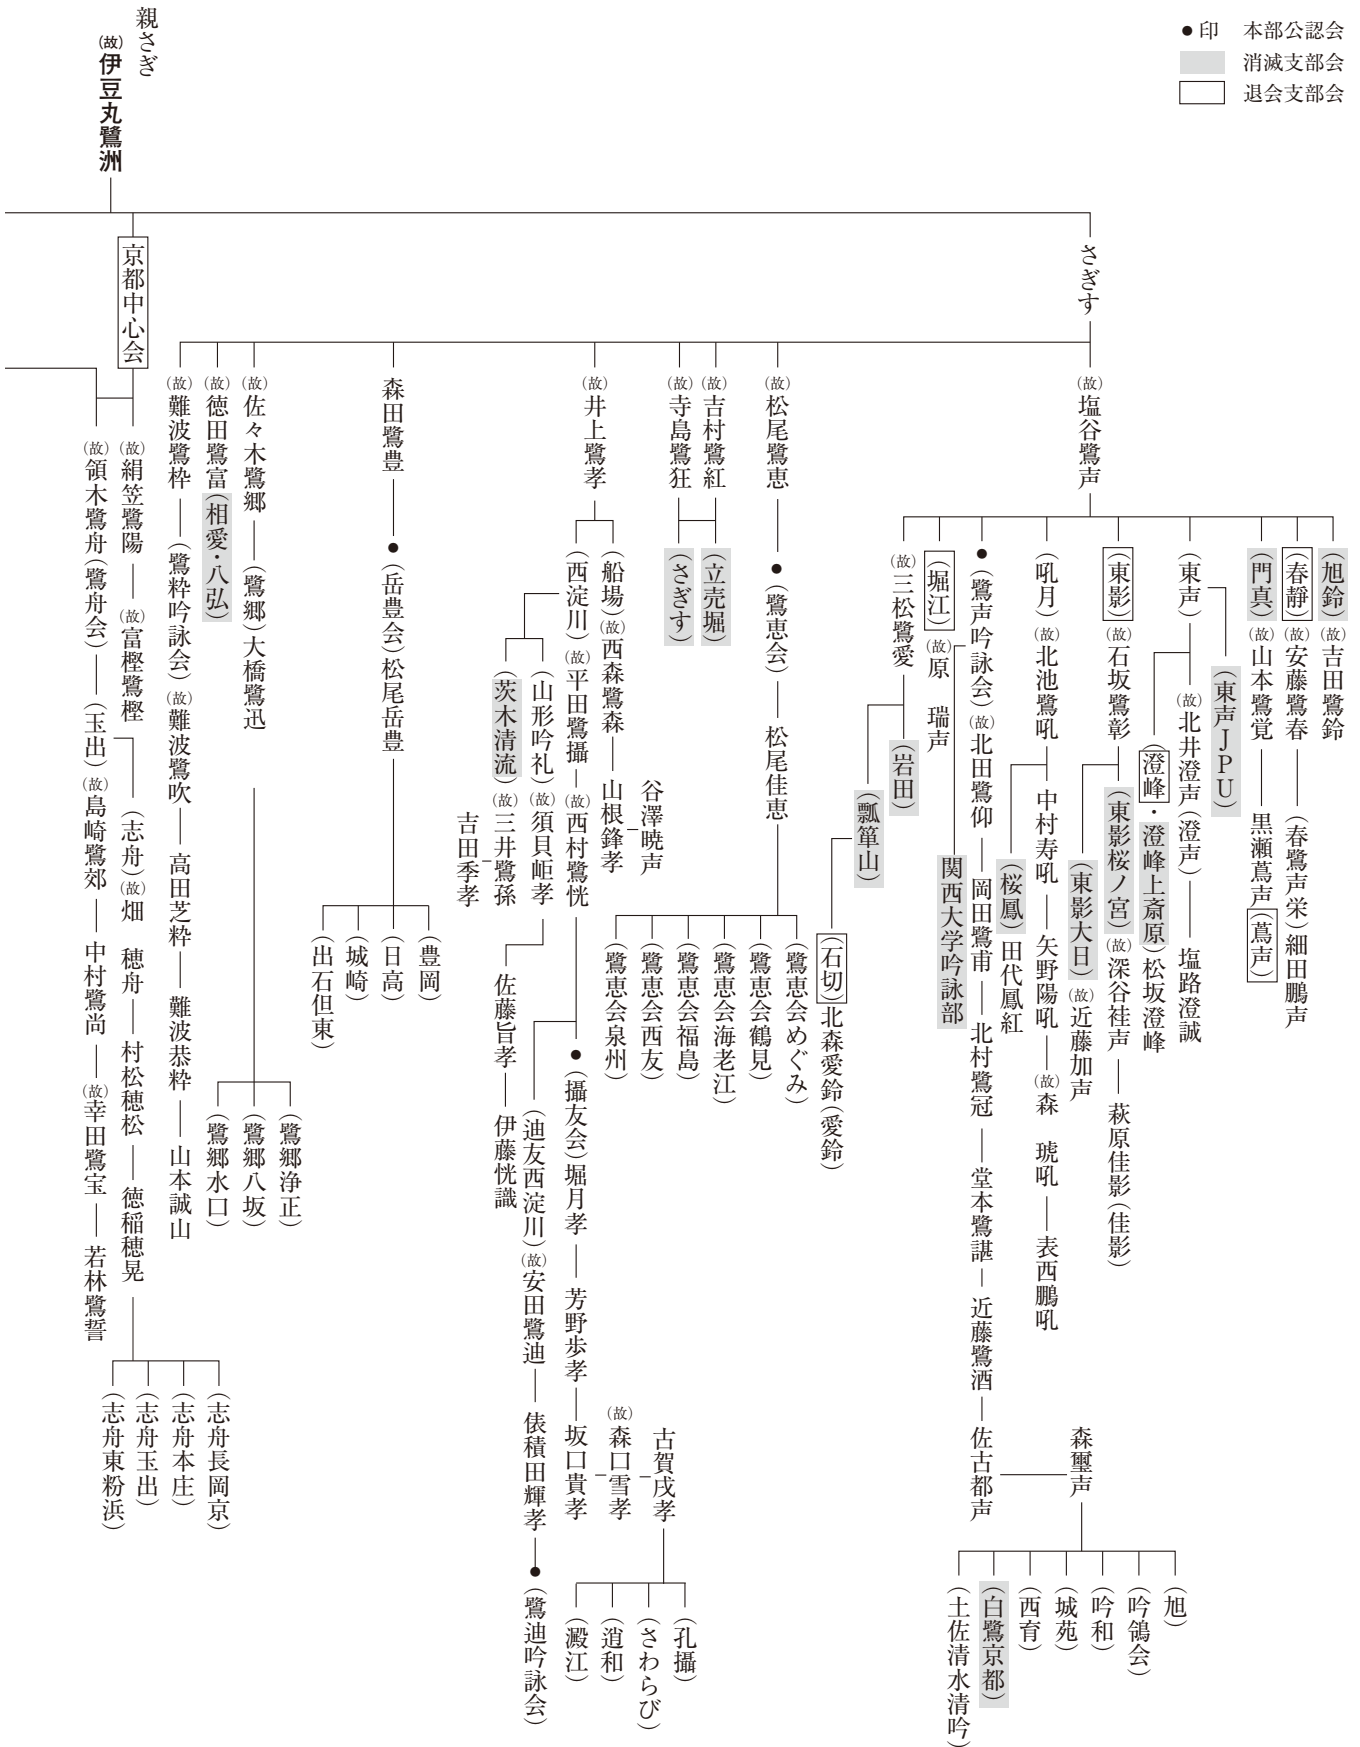 ●印　本部公認会
消滅支部会
退会支部会
親さぎ
(故)伊豆丸鷺洲
さぎす
京都中心会
(故)塩谷鷺声
(旭鈴)(故)吉田鷺鈴
(春静)(故)安藤鷺春
(春鷺声栄)細田鵬声
(門真)(故)山本鷺覚
黒瀬蔦声(蔦声)
(東声)
(東声JPU)
(故)北井澄声(澄声)
塩路澄誠
(澄峰・澄峰上斎原)松坂澄峰
(東影)(故)石坂鷺彰
(東影桜ノ宮)(故)深谷袿声
萩原佳影(佳影)
(東影大日)(故)近藤加声
(吼月)(故)北池鷺吼
中村寿吼
矢野陽吼
(故)森　琥吼
表西鵬吼
(桜鳳)田代鳳紅
●(鷺声吟詠会)(故)北田鷺仰
岡田鷺甫
北村鷺冠
堂本鷺諶
近藤鷺酒
佐古都声
森璽声
関西大学吟詠部
(旭)
(吟鴒会)
(吟和)
(城苑)
(西育)
(白鷺京都)
(土佐清水清吟)
(堀江)(故)原　瑞声
(故)三松鷺愛
(岩田)
(瓢箪山)
(石切)北森愛鈴(愛鈴)
(故)松尾鷺恵
●(鷺恵会)
松尾佳恵
(鷺恵会めぐみ)
(鷺恵会鶴見)
(鷺恵会海老江)
(鷺恵会福島)
(鷺恵会西友)
(鷺恵会泉州)
(故)吉村鷺紅
(故)寺島鷺狂
(立売堀)
(さぎす)
(故)井上鷺孝
(船場)(故)西森鷺森
山根鋒孝
谷澤暁声
(西淀川)(故)平田鷺攝
(故)西村鷺恍
●(攝友会)堀月孝
芳野歩孝
坂口貴孝
(故)森口雪孝
古賀戌孝
(孔攝)
(さわらび)
(逍和)
(澱江)
(迪友西淀川)(故)安田鷺迪
俵積田輝孝
●(鷺迪吟詠会)
(山形吟礼)(故)須貝岠孝
佐藤旨孝
伊藤恍識
(茨木清流)(故)三井鷺孫
吉田季孝
森田鷺豊
●(岳豊会)松尾岳豊
(豊岡)
(日高)
(城崎)
(出石但東)
(故)佐々木鷺郷
(鷺郷)大橋鷺迅
(鷺郷浄正)
(鷺郷八坂)
(鷺郷水口)
(故)徳田鷺富(相愛・八弘)
(故)難波鷺粋
(鷺粋吟詠会)(故)難波鷺吹
高田芝粋
難波恭粋
山本誠山
(故)絹笠鷺陽
(故)富樫鷺樫
(故)領木鷺舟(鷺舟会)
(玉出)(故)島崎鷺郊
中村鷺尚
(故)幸田鷺宝
若林鷺誓
(志舟)(故)畑　穂舟
村松穂松
徳稲穂晃
(志舟長岡京)
(志舟本庄)
(志舟玉出)
(志舟東粉浜)